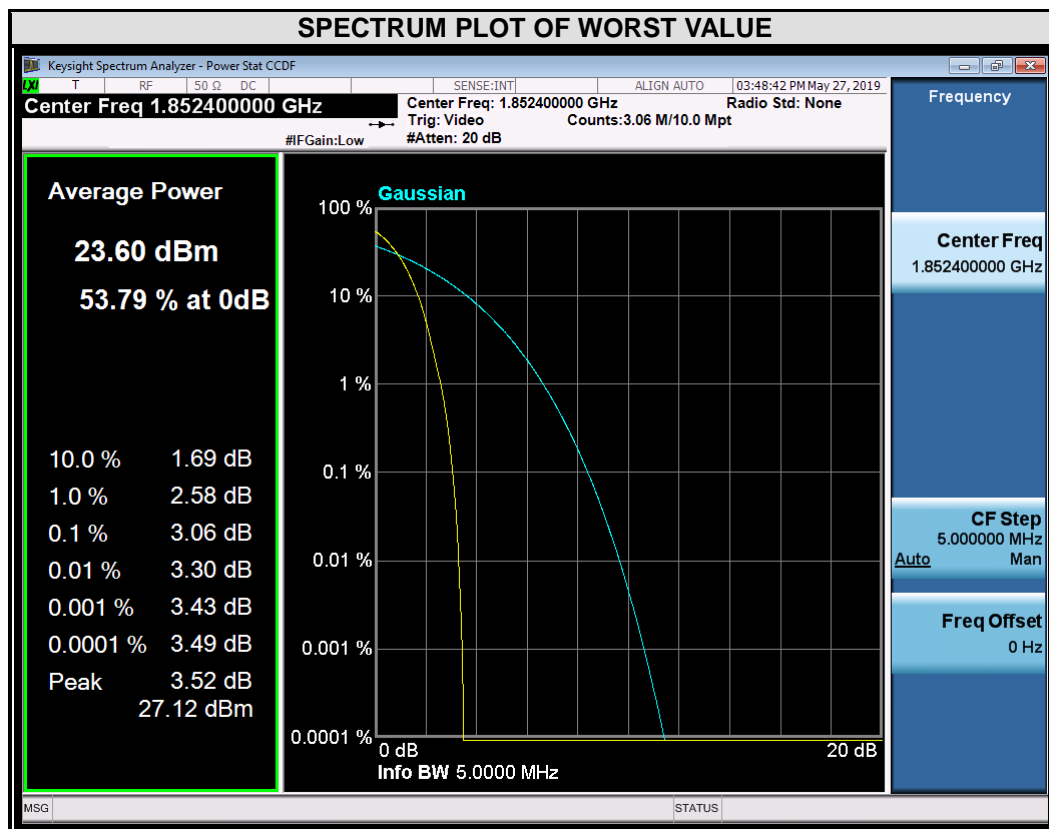 SPECTRUM PLOT OF WORST VALUE
Keysight Spectrum Analyzer - Power Stat CCDF
LXI T RF 50 Ω DC SENSE:INT ALIGN AUTO 03:48:42 PM May 27, 2019
Center Freq 1.852400000 GHz
Center Freq: 1.852400000 GHz Radio Std: None
Trig: Video Counts:3.06 M/10.0 Mpt
#IFGain:Low #Atten: 20 dB
Average Power
23.60 dBm
53.79 % at 0dB
10.0 % 1.69 dB
1.0 % 2.58 dB
0.1 % 3.06 dB
0.01 % 3.30 dB
0.001 % 3.43 dB
0.0001 % 3.49 dB
Peak 3.52 dB
27.12 dBm
Gaussian
100 %
10 %
1 %
0.1 %
0.01 %
0.001 %
0.0001 %
0 dB 20 dB
Info BW 5.0000 MHz
Frequency
Center Freq
1.852400000 GHz
CF Step
5.000000 MHz
Auto Man
Freq Offset
0 Hz
MSG STATUS